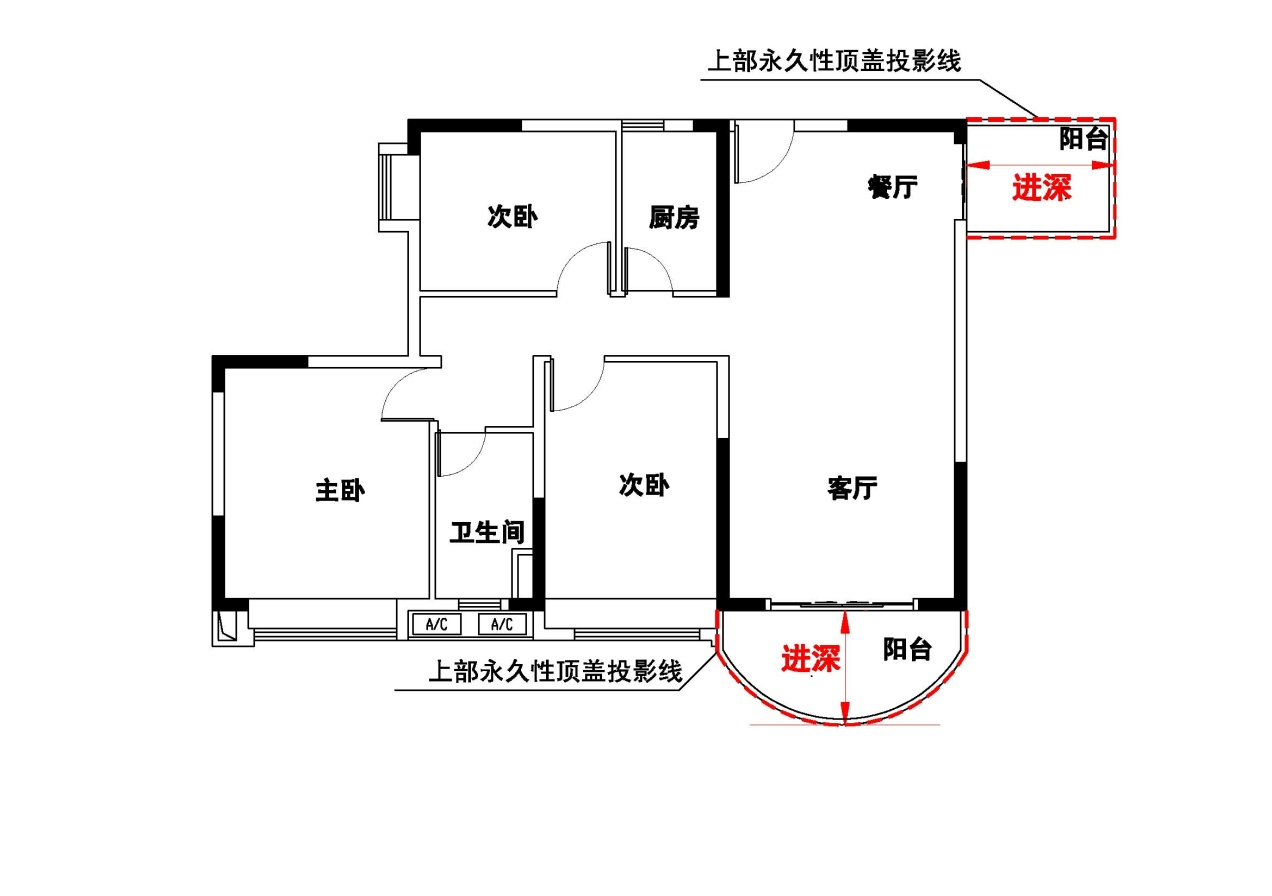 上部永久性顶盖投影线
阳台
进深
餐厅
次卧
厨房
主卧
次卧
客厅
卫生间
A/C
A/C
上部永久性顶盖投影线
进深
阳台